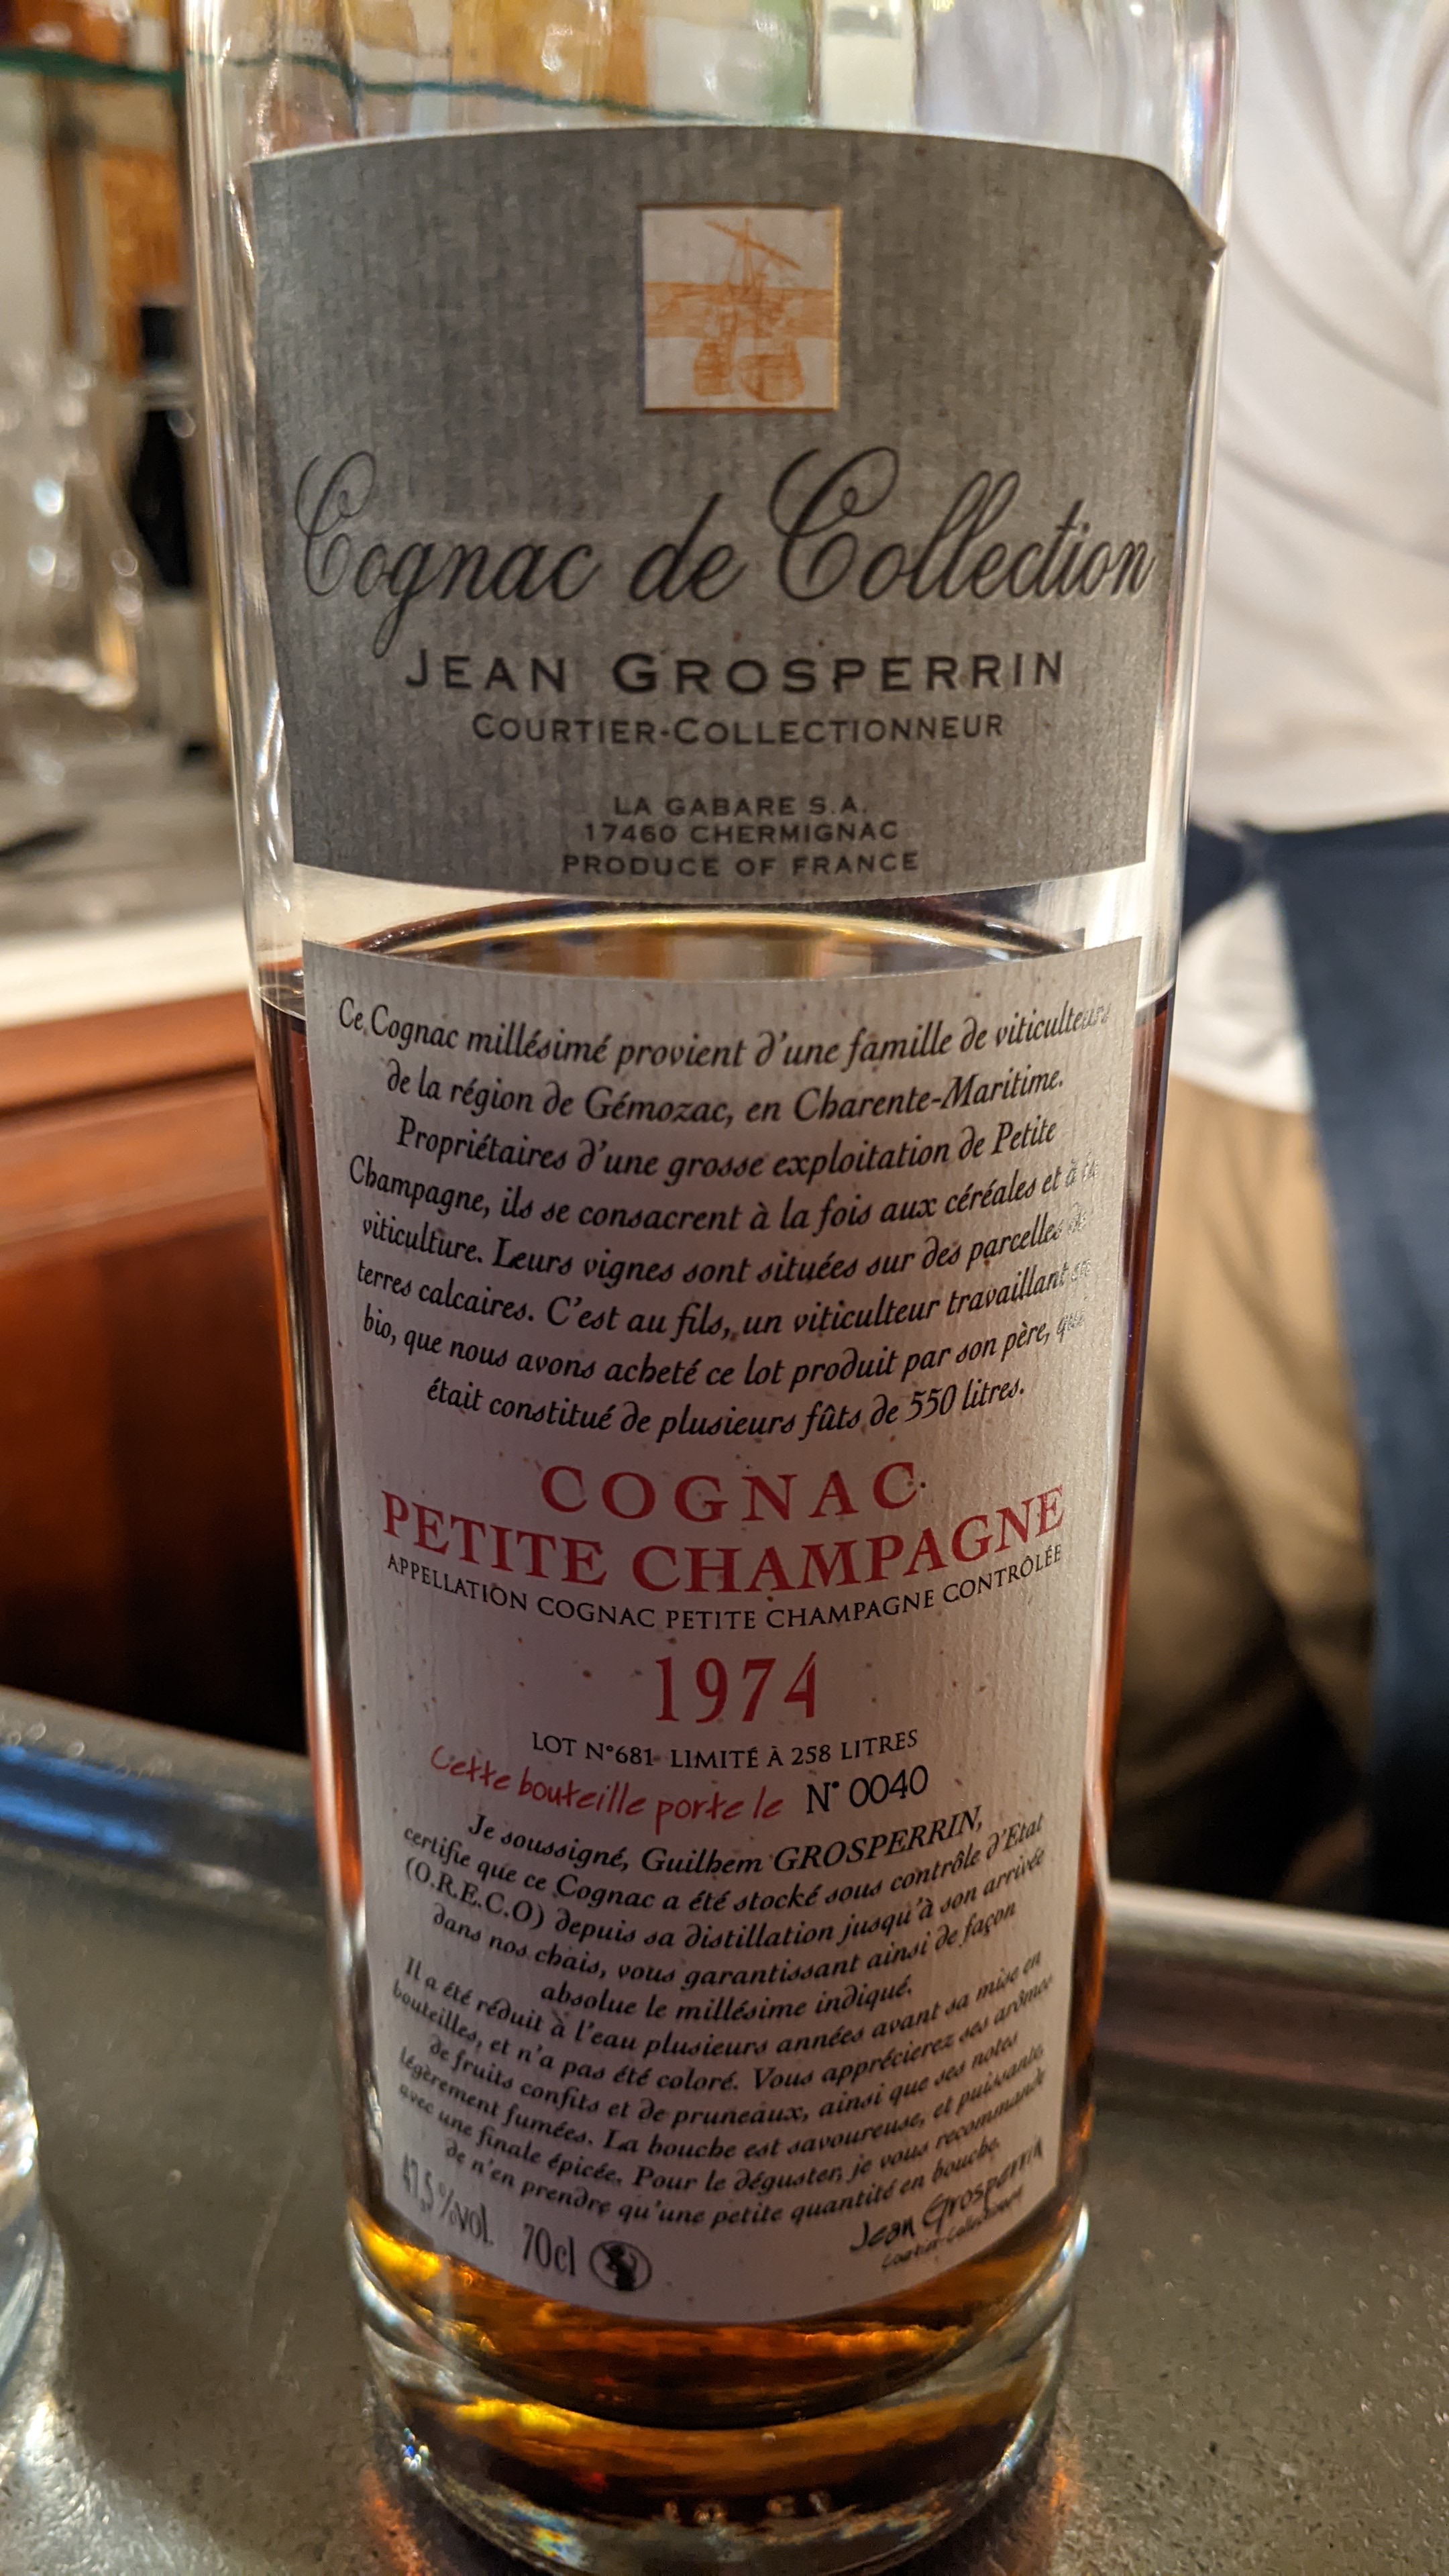 Cognac de Collection
JEAN GROSPERRIN
COURTIER-COLLECTIONNEUR
LA GABARE S.A.
17460 CHERMIGNAC
PRODUCE OF FRANCE
Ce Cognac millésimé provient d'une famille de viticulteurs
de la région de Gémozac, en Charente-Maritime.
Propriétaires d'une grosse exploitation de Petite
Champagne, ils se consacrent à la fois aux céréales et à la
viticulture. Leurs vignes sont situées sur des parcelles de
terres calcaires. C'est au fils, un viticulteur travaillant en
bio, que nous avons acheté ce lot produit par son père, qui
était constitué de plusieurs fûts de 550 litres.
COGNAC
PETITE CHAMPAGNE
APPELLATION COGNAC PETITE CHAMPAGNE CONTRÔLÉE
1974
LOT N°681- LIMITÉ À 258 LITRES
Cette bouteille porte le N° 0040
Je soussigné, Guilhem GROSPERRIN,
certifie que ce Cognac a été stocké sous contrôle d'Etat
(O.R.E.C.O) depuis sa distillation jusqu'à son arrivée
dans nos chais, vous garantissant ainsi de façon
absolue le millésime indiqué.
Il a été réduit à l'eau plusieurs années avant sa mise en
bouteilles, et n'a pas été coloré. Vous apprécierez ses arômes
de fruits confits et de pruneaux, ainsi que ses notes
légèrement fumées. La bouche est savoureuse, et puissante,
avec une finale épicée. Pour le déguster, je vous recommande
de n'en prendre qu'une petite quantité en bouche.
47,5%vol. 70cl
Jean Grosperrin
Courtier-Collectionneur